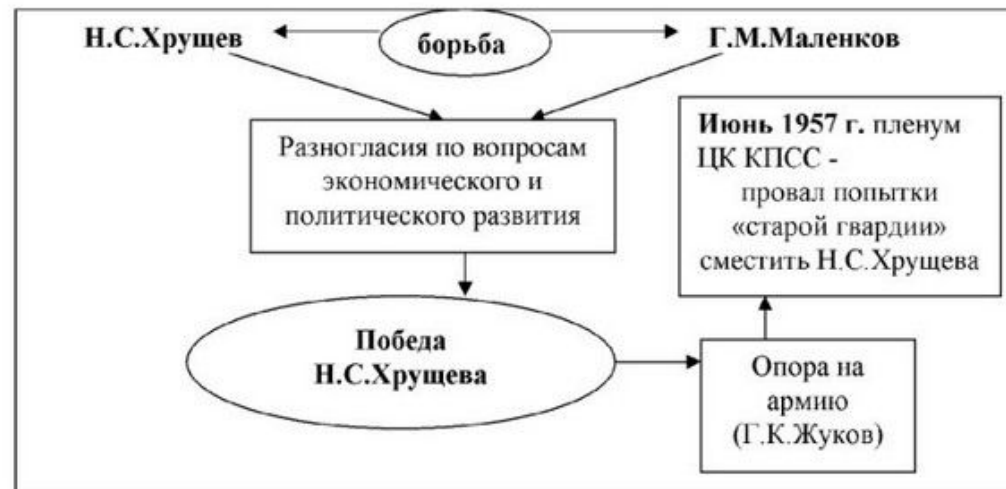 Н.С.Хрущев
борьба
Г.М.Маленков
Разногласия по вопросам
экономического и
политического развития
Июнь 1957 г. пленум
ЦК КПСС -
провал попытки
«старой гвардии»
сместить Н.С.Хрущева
Победа
Н.С.Хрущева
Опора на
армию
(Г.К.Жуков)